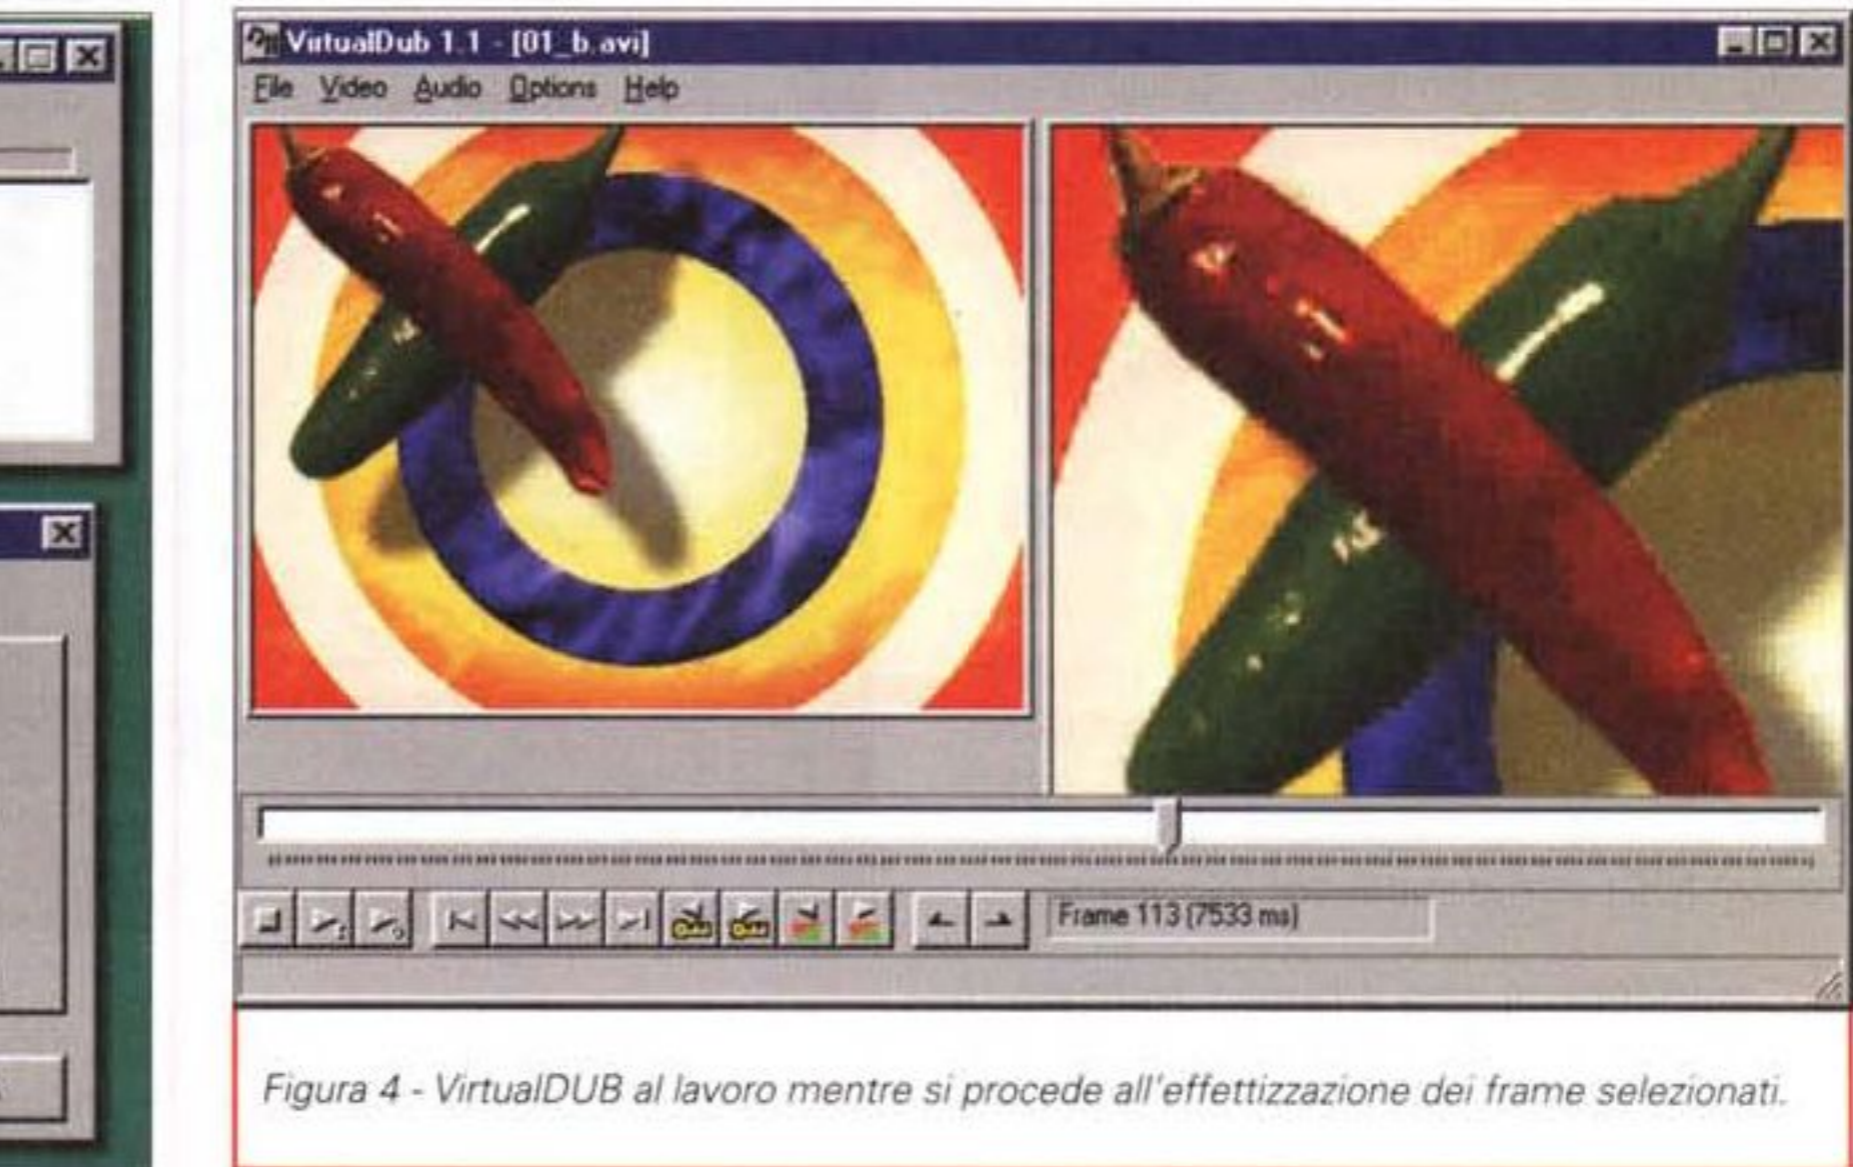 VirtualDub 1.1 - [01_b.avi]
File Video Audio Options Help
Frame 113 (7533 ms)
Figura 4 - VirtualDUB al lavoro mentre si procede all'effettizzazione dei frame selezionati.